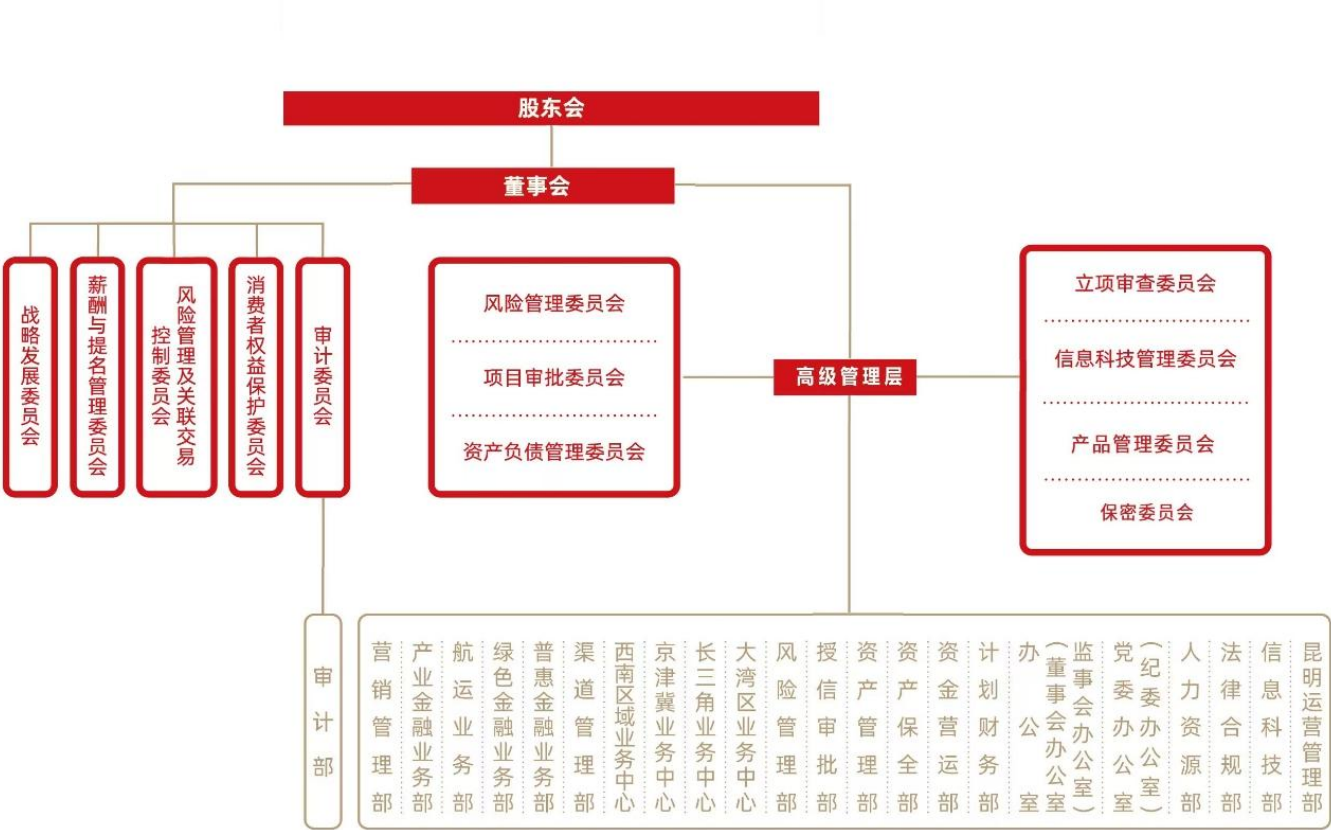 股东会
董事会
战略发展委员会
薪酬与提名管理委员会
风险管理及关联交易
控制委员会
消费者权益保护委员会
审计委员会
风险管理委员会
项目审批委员会
资产负债管理委员会
高级管理层
立项审查委员会
信息科技管理委员会
产品管理委员会
保密委员会
审计部
营销管理部
产业金融业务部
航运业务部
绿色金融业务部
普惠金融业务部
渠道管理部
西南区域业务中心
京津冀业务中心
长三角业务中心
大湾区业务中心
风险管理部
授信审批部
资产管理部
资产保全部
资金营运部
计划财务部
办公室
（董事会办公室
监事会办公室）
党委办公室
（纪委办公室）
人力资源部
法律合规部
信息科技部
昆明运营管理部